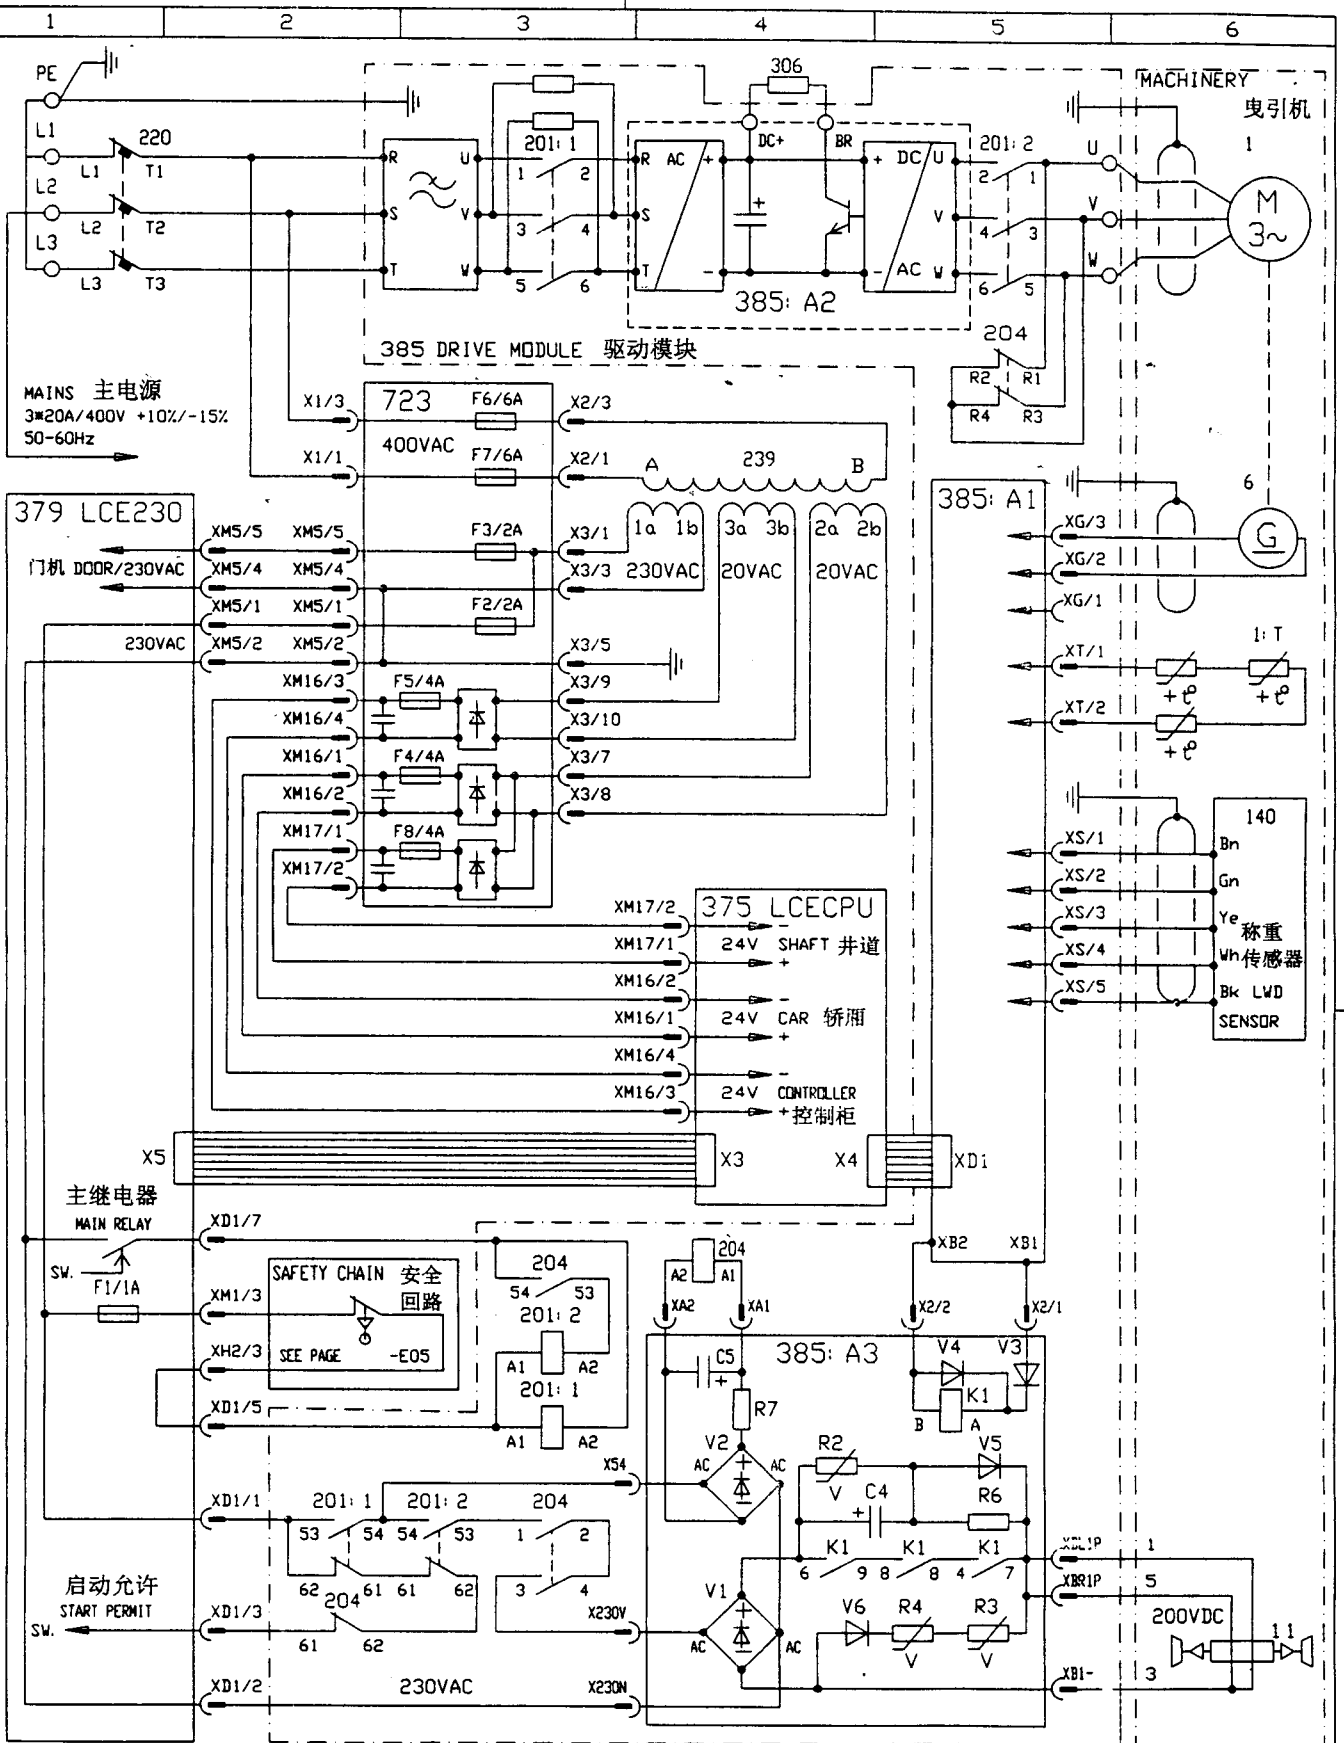 1 2 3 4 5 6
PE
306
MACHINERY
曳引机
L1
220
201: 1
DC+
BR
201: 2
U
1
L1 T1
R U
1 2
R AC +
+ DC U
2 1
M
3~
L2
V
L2 T2
S V
3 4
S
V
4 3
L3
W
L3 T3
T W
5 6
T -
- AC W
6 5
385: A2
204
385 DRIVE MODULE 驱动模块
R2 R1
R4 R3
MAINS 主电源
3*20A/400V +10%/-15%
50-60Hz
X1/3
723
F6/6A
X2/3
400VAC
X1/1
F7/6A
X2/1
A 239 B
6
379 LCE230
385: A1
G
XM5/5 XM5/5
F3/2A
X3/1
1a 1b 3a 3b 2a 2b
XG/3
门机 DOOR/230VAC
XM5/4 XM5/4
X3/3
230VAC 20VAC 20VAC
XG/2
XM5/1 XM5/1
F2/2A
XG/1
230VAC
XM5/2 XM5/2
X3/5
XT/1
1: T
XM16/3
F5/4A
X3/9
+t°
+t°
XM16/4
X3/10
XT/2
+t°
XM16/1
F4/4A
X3/7
XM16/2
X3/8
XM17/1
F8/4A
XM17/2
140
XS/1
Bn
XS/2
Gn
XS/3
Ye 称重
XS/4
Wh 传感器
XS/5
Bk LWD
SENSOR
375 LCECPU
XM17/2
-
XM17/1
24V SHAFT 井道
+
XM16/2
-
XM16/1
24V CAR 轿厢
+
XM16/4
-
XM16/3
24V CONTROLLER
+ 控制柜
X5
X3
X4
XD1
主继电器
MAIN RELAY
XD1/7
XB2 XB1
SW.
F1/1A
SAFETY CHAIN 安全
回路
204
54 53
204
A2 A1
XM1/3
201: 2
XA2
XA1
X2/2
X2/1
XH2/3
SEE PAGE -E05
A1 A2
C5
+
385: A3
V4
V3
201: 1
K1
XD1/5
A1 A2
R7
B A
X54
V2
AC + AC
R2
V
V5
C4
+
R6
XD1/1
201: 1 201: 2 204
53 54 54 53 1 2
K1 K1 K1
6 9 8 8 4 7
XBL1P 1
启动允许
62 61 61 62
3 4
V1
XBR1P 5
START PERMIT
204
XD1/3
SW.
61 62
X230V
AC + AC
V6 R4 R3
V V
200VDC
11
XD1/2
230VAC
X230N
XB1- 3